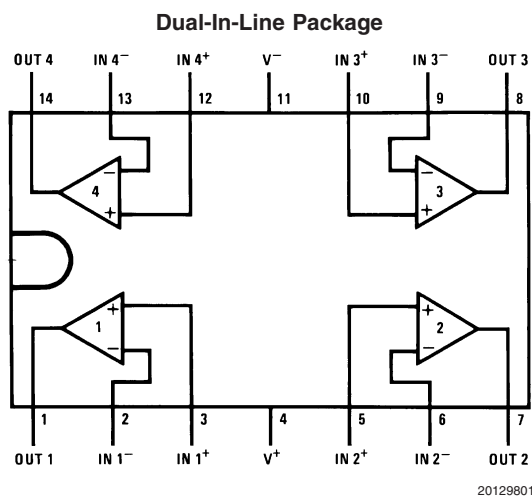 Dual-In-Line Package
OUT 4 IN 4⁻ IN 4⁺ V⁻ IN 3⁺ IN 3⁻ OUT 3
14 13 12 11 10 9 8
4 − + 3 − +
1 + − 2 + −
1 2 3 4 5 6 7
OUT 1 IN 1⁻ IN 1⁺ V⁺ IN 2⁺ IN 2⁻ OUT 2
20129801